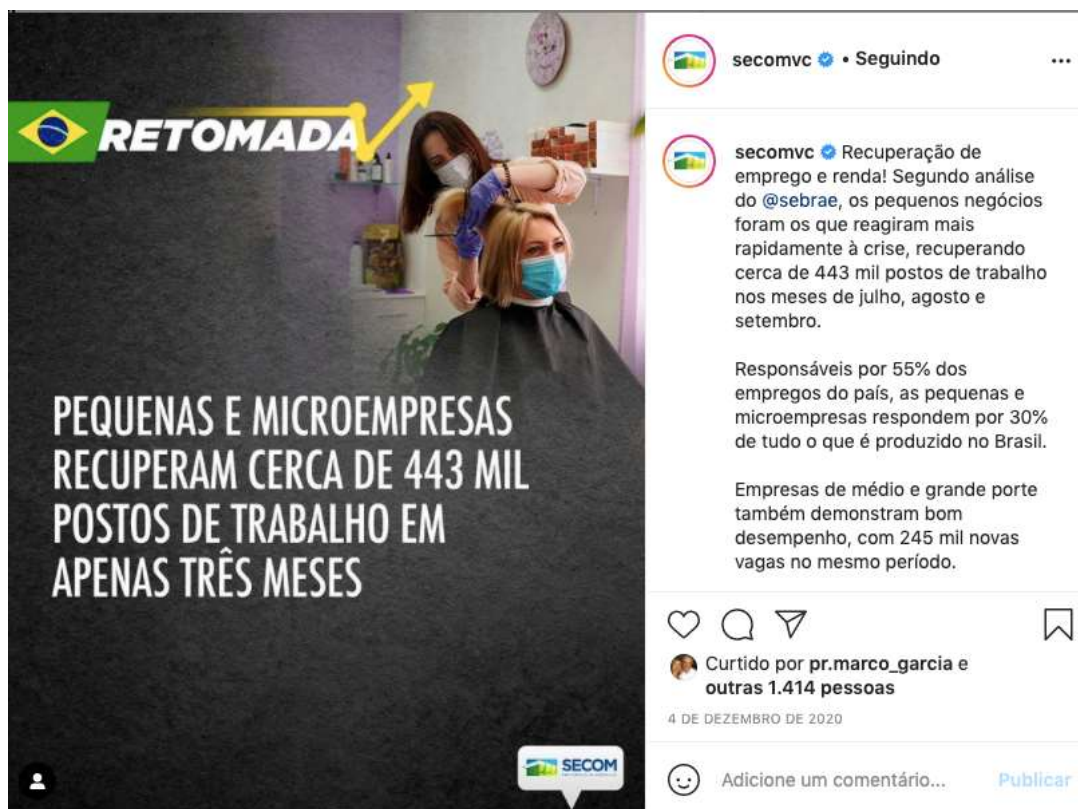 RETOMADA
PEQUENAS E MICROEMPRESAS
RECUPERAM CERCA DE 443 MIL
POSTOS DE TRABALHO EM
APENAS TRÊS MESES
SECOM
secomvc • Seguindo
secomvc Recuperação de
emprego e renda! Segundo análise
do @sebrae, os pequenos negócios
foram os que reagiram mais
rapidamente à crise, recuperando
cerca de 443 mil postos de trabalho
nos meses de julho, agosto e
setembro.
Responsáveis por 55% dos
empregos do país, as pequenas e
microempresas respondem por 30%
de tudo o que é produzido no Brasil.
Empresas de médio e grande porte
também demonstram bom
desempenho, com 245 mil novas
vagas no mesmo período.
Curtido por pr.marco_garcia e
outras 1.414 pessoas
4 DE DEZEMBRO DE 2020
Adicione um comentário... Publicar